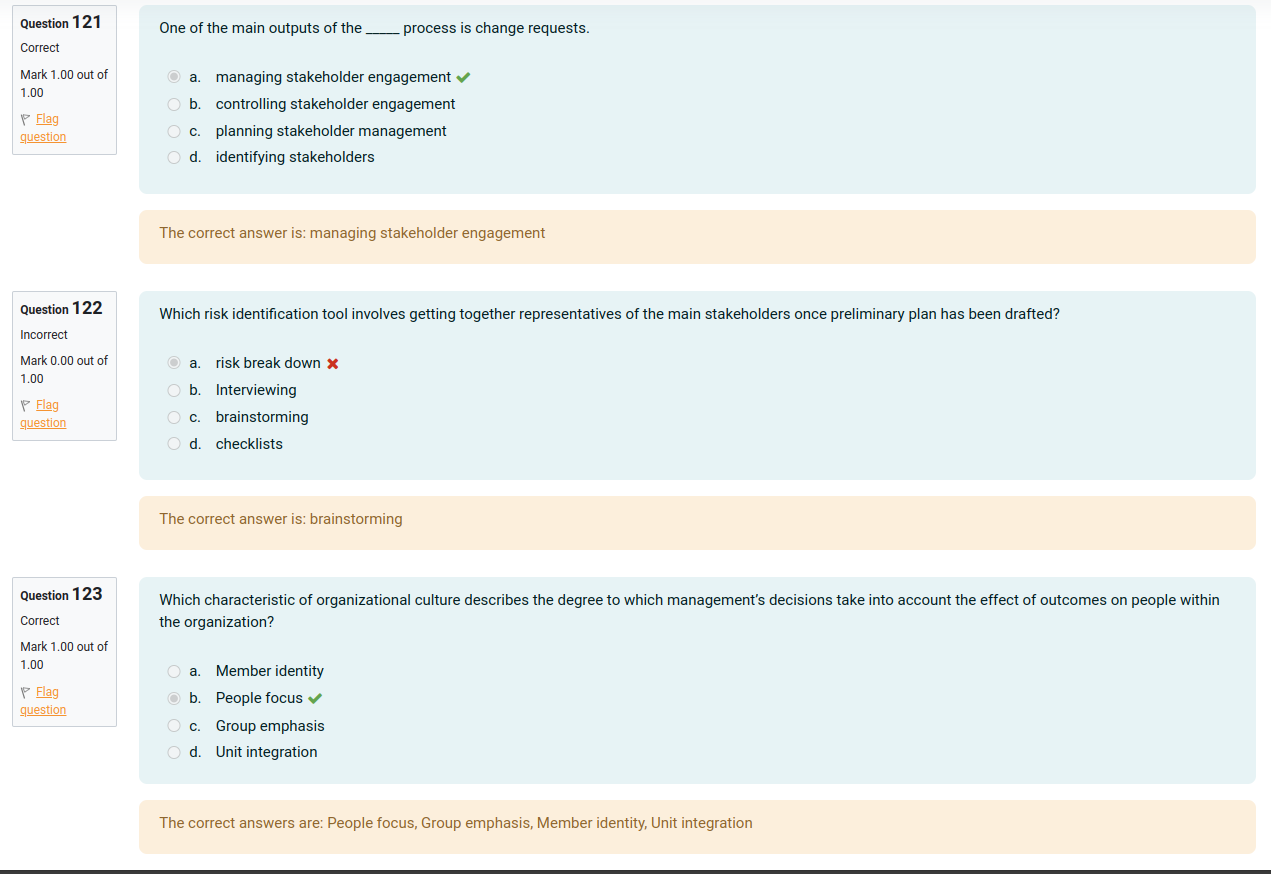 Question 121
Correct
Mark 1.00 out of
1.00
Flag
question
One of the main outputs of the _____ process is change requests.
a. managing stakeholder engagement
b. controlling stakeholder engagement
c. planning stakeholder management
d. identifying stakeholders
The correct answer is: managing stakeholder engagement
Question 122
Incorrect
Mark 0.00 out of
1.00
Flag
question
Which risk identification tool involves getting together representatives of the main stakeholders once preliminary plan has been drafted?
a. risk break down
b. Interviewing
c. brainstorming
d. checklists
The correct answer is: brainstorming
Question 123
Correct
Mark 1.00 out of
1.00
Flag
question
Which characteristic of organizational culture describes the degree to which management’s decisions take into account the effect of outcomes on people within
the organization?
a. Member identity
b. People focus
c. Group emphasis
d. Unit integration
The correct answers are: People focus, Group emphasis, Member identity, Unit integration